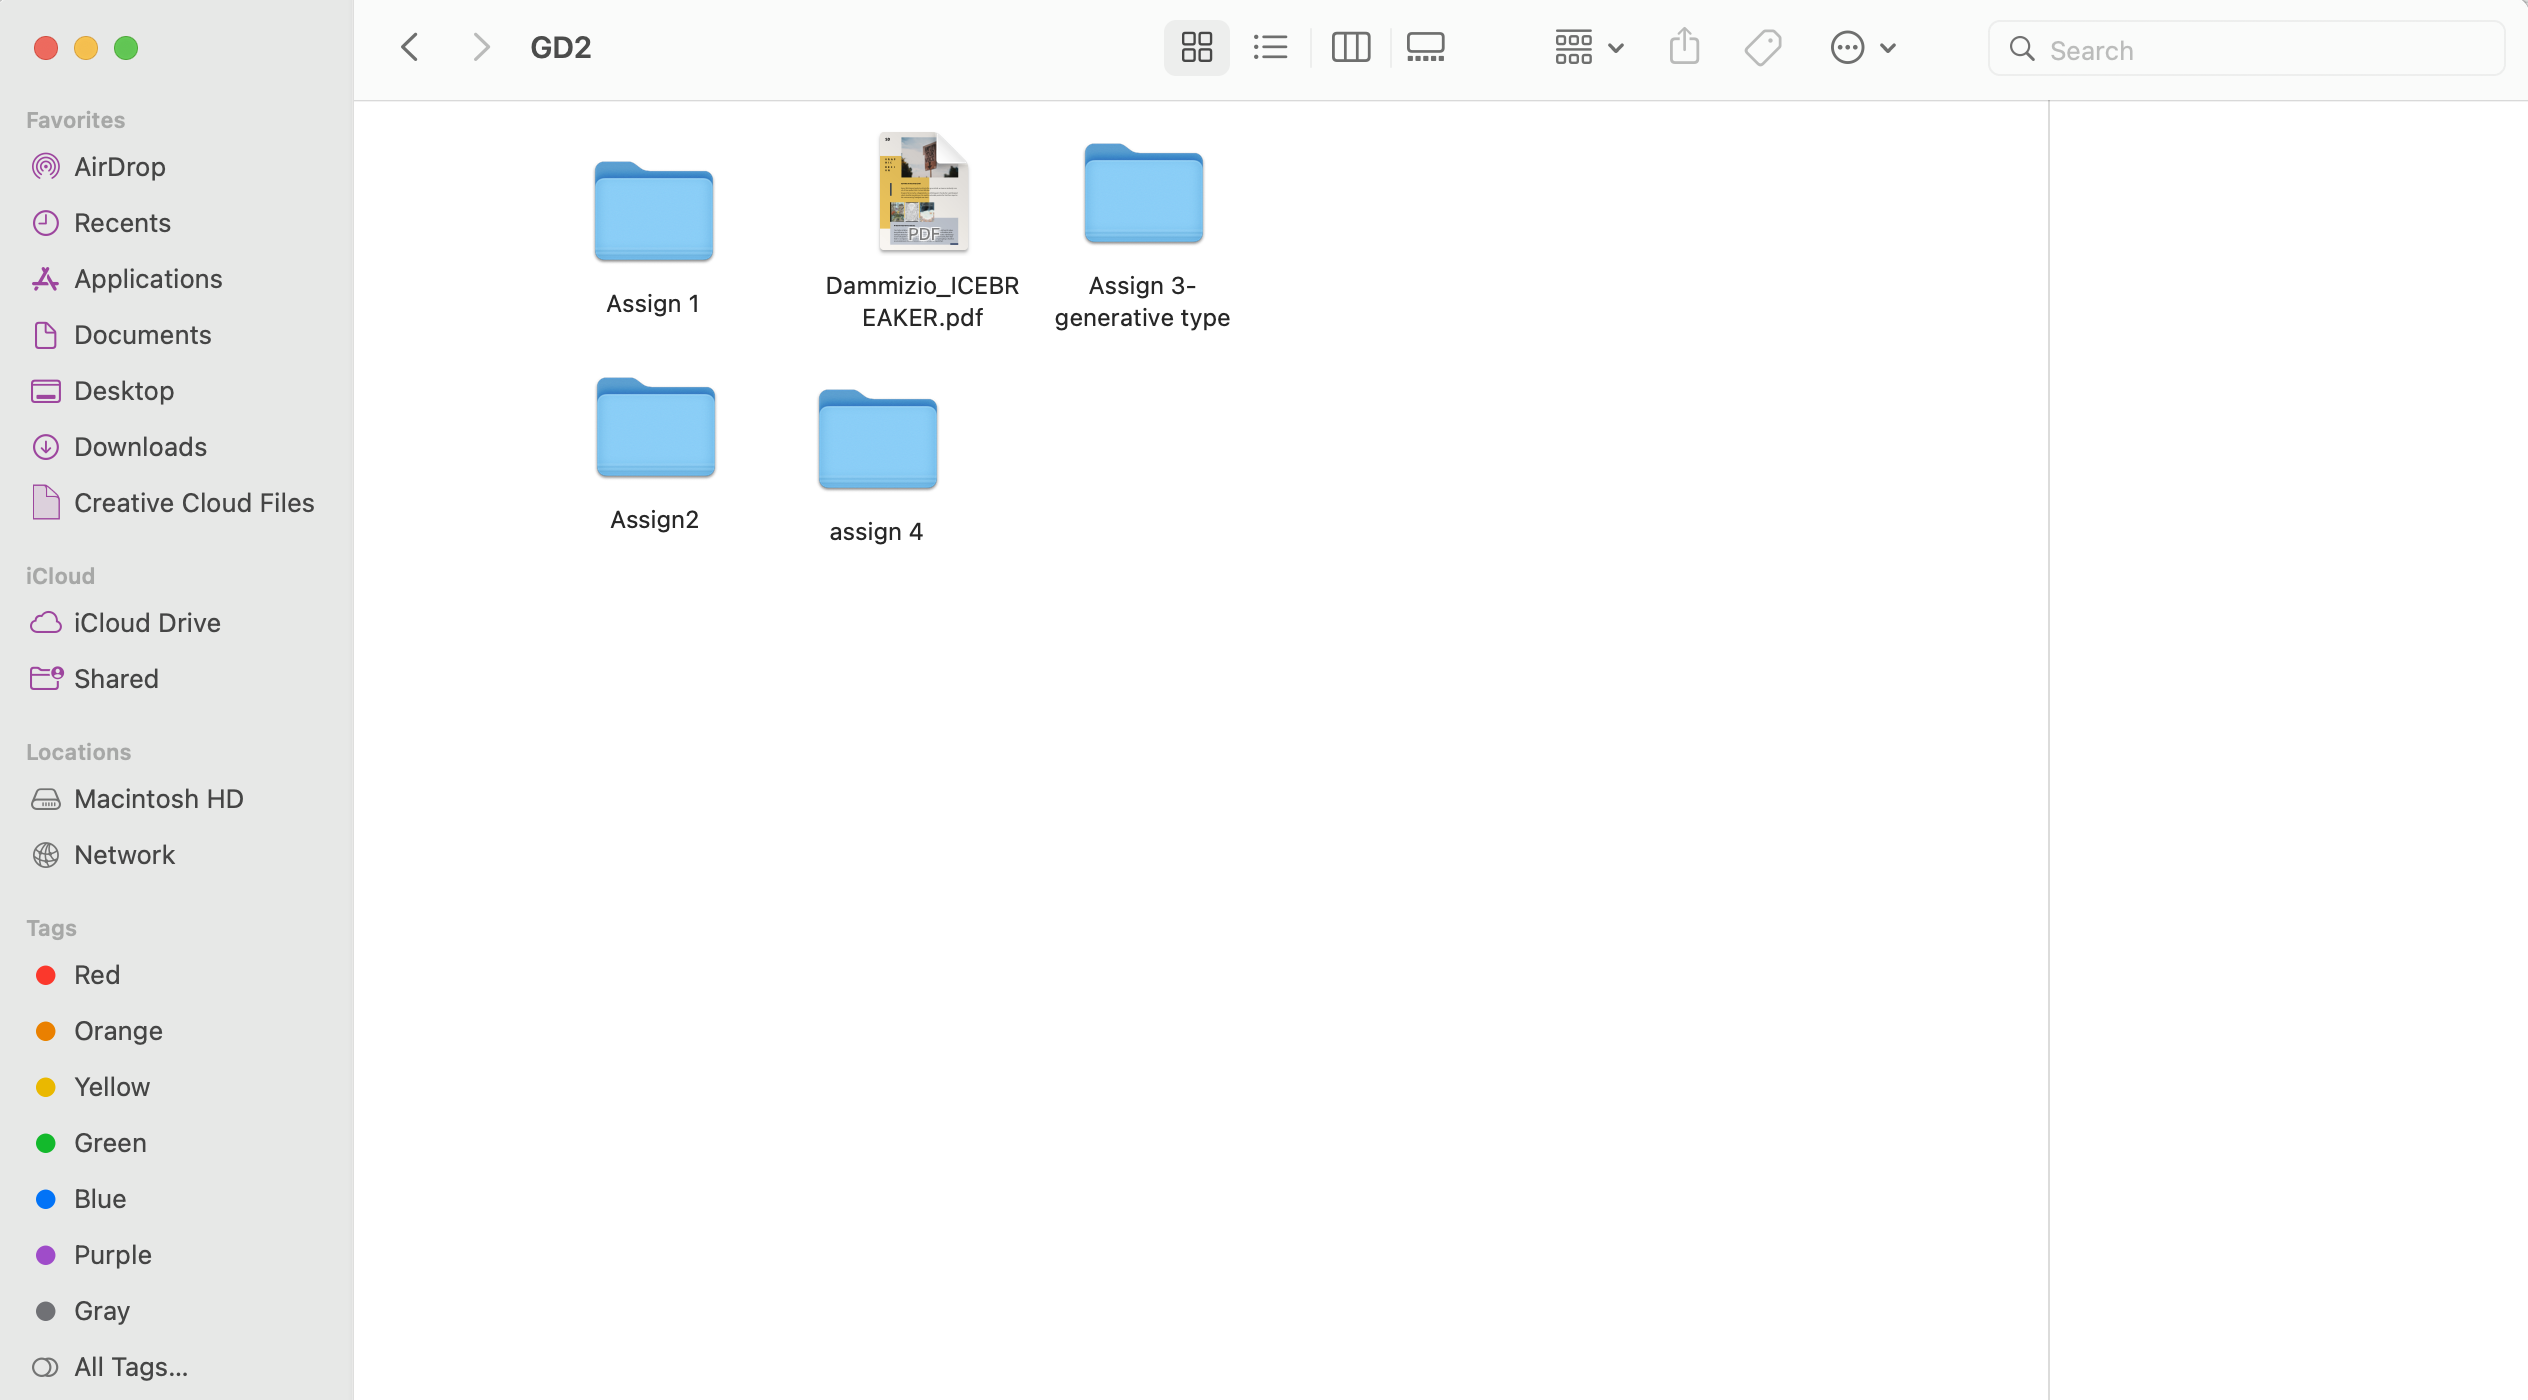 GD2
Search
Favorites
AirDrop
Recents
Applications
Documents
Desktop
Downloads
Creative Cloud Files
iCloud
iCloud Drive
Shared
Locations
Macintosh HD
Network
Tags
Red
Orange
Yellow
Green
Blue
Purple
Gray
All Tags...
Assign 1
PDF
Dammizio_ICEBR
EAKER.pdf
Assign 3-
generative type
Assign2
assign 4